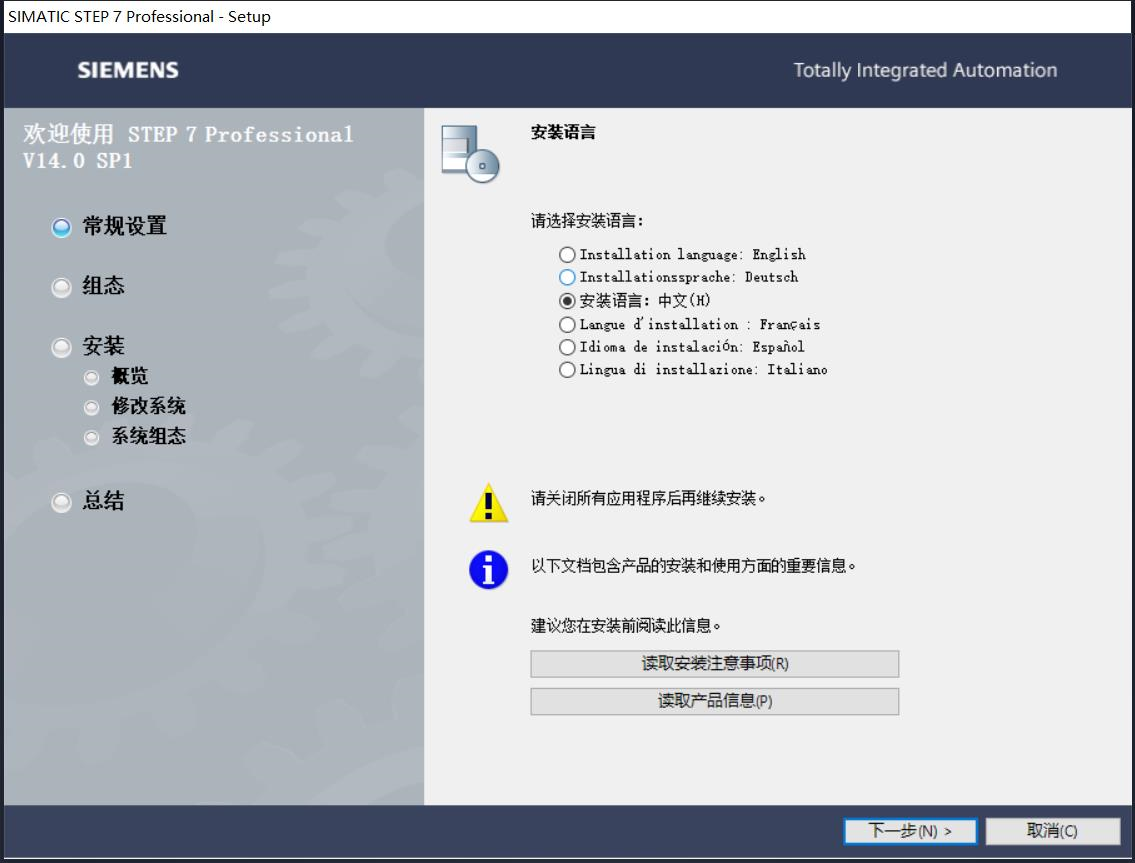 SIMATIC STEP 7 Professional - Setup
SIEMENS
Totally Integrated Automation
欢迎使用 STEP 7 Professional
V14.0 SP1
常规设置
组态
安装
概览
修改系统
系统组态
总结
安装语言
请选择安装语言:
Installation language: English
Installationssprache: Deutsch
安装语言: 中文(H)
Langue d'installation : Français
Idioma de instalación: Español
Lingua di installazione: Italiano
请关闭所有应用程序后再继续安装。
以下文档包含产品的安装和使用方面的重要信息。
建议您在安装前阅读此信息。
读取安装注意事项(R)
读取产品信息(P)
下一步(N) >
取消(C)